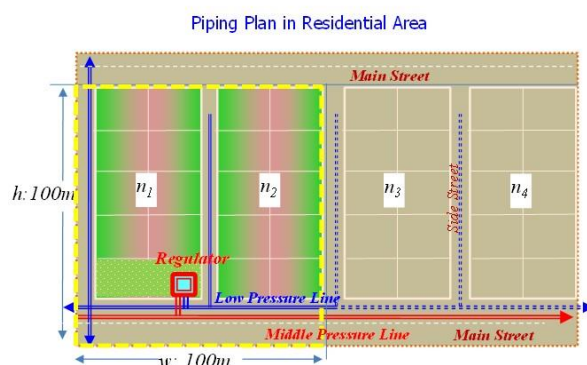 Piping Plan in Residential Area
Main Street
h:100m
n1
n2
n3
n4
Side Street
Regulator
Low Pressure Line
Middle Pressure Line
Main Street
w: 100m